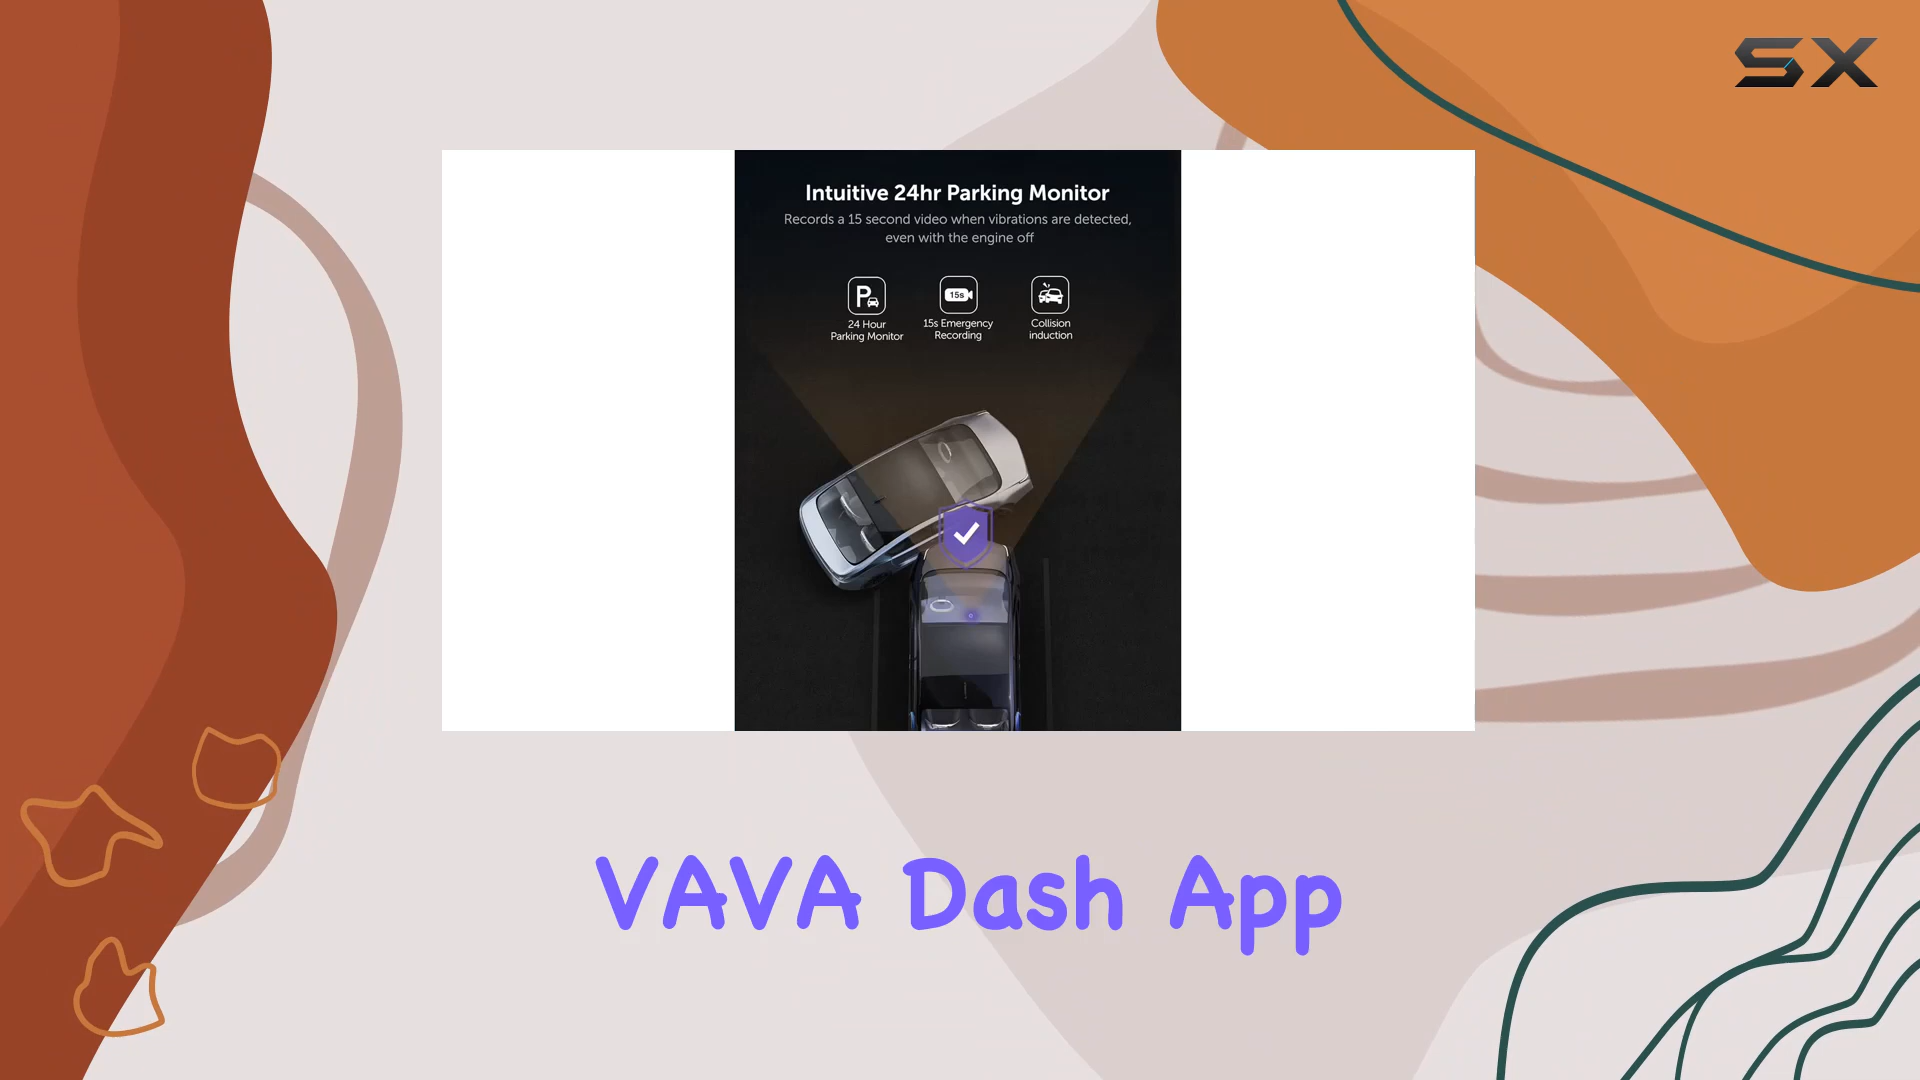 SX
Intuitive 24hr Parking Monitor
Records a 15 second video when vibrations are detected,
even with the engine off
P
15s
24 Hour
Parking Monitor
15s Emergency
Recording
Collision
induction
VAVA Dash App